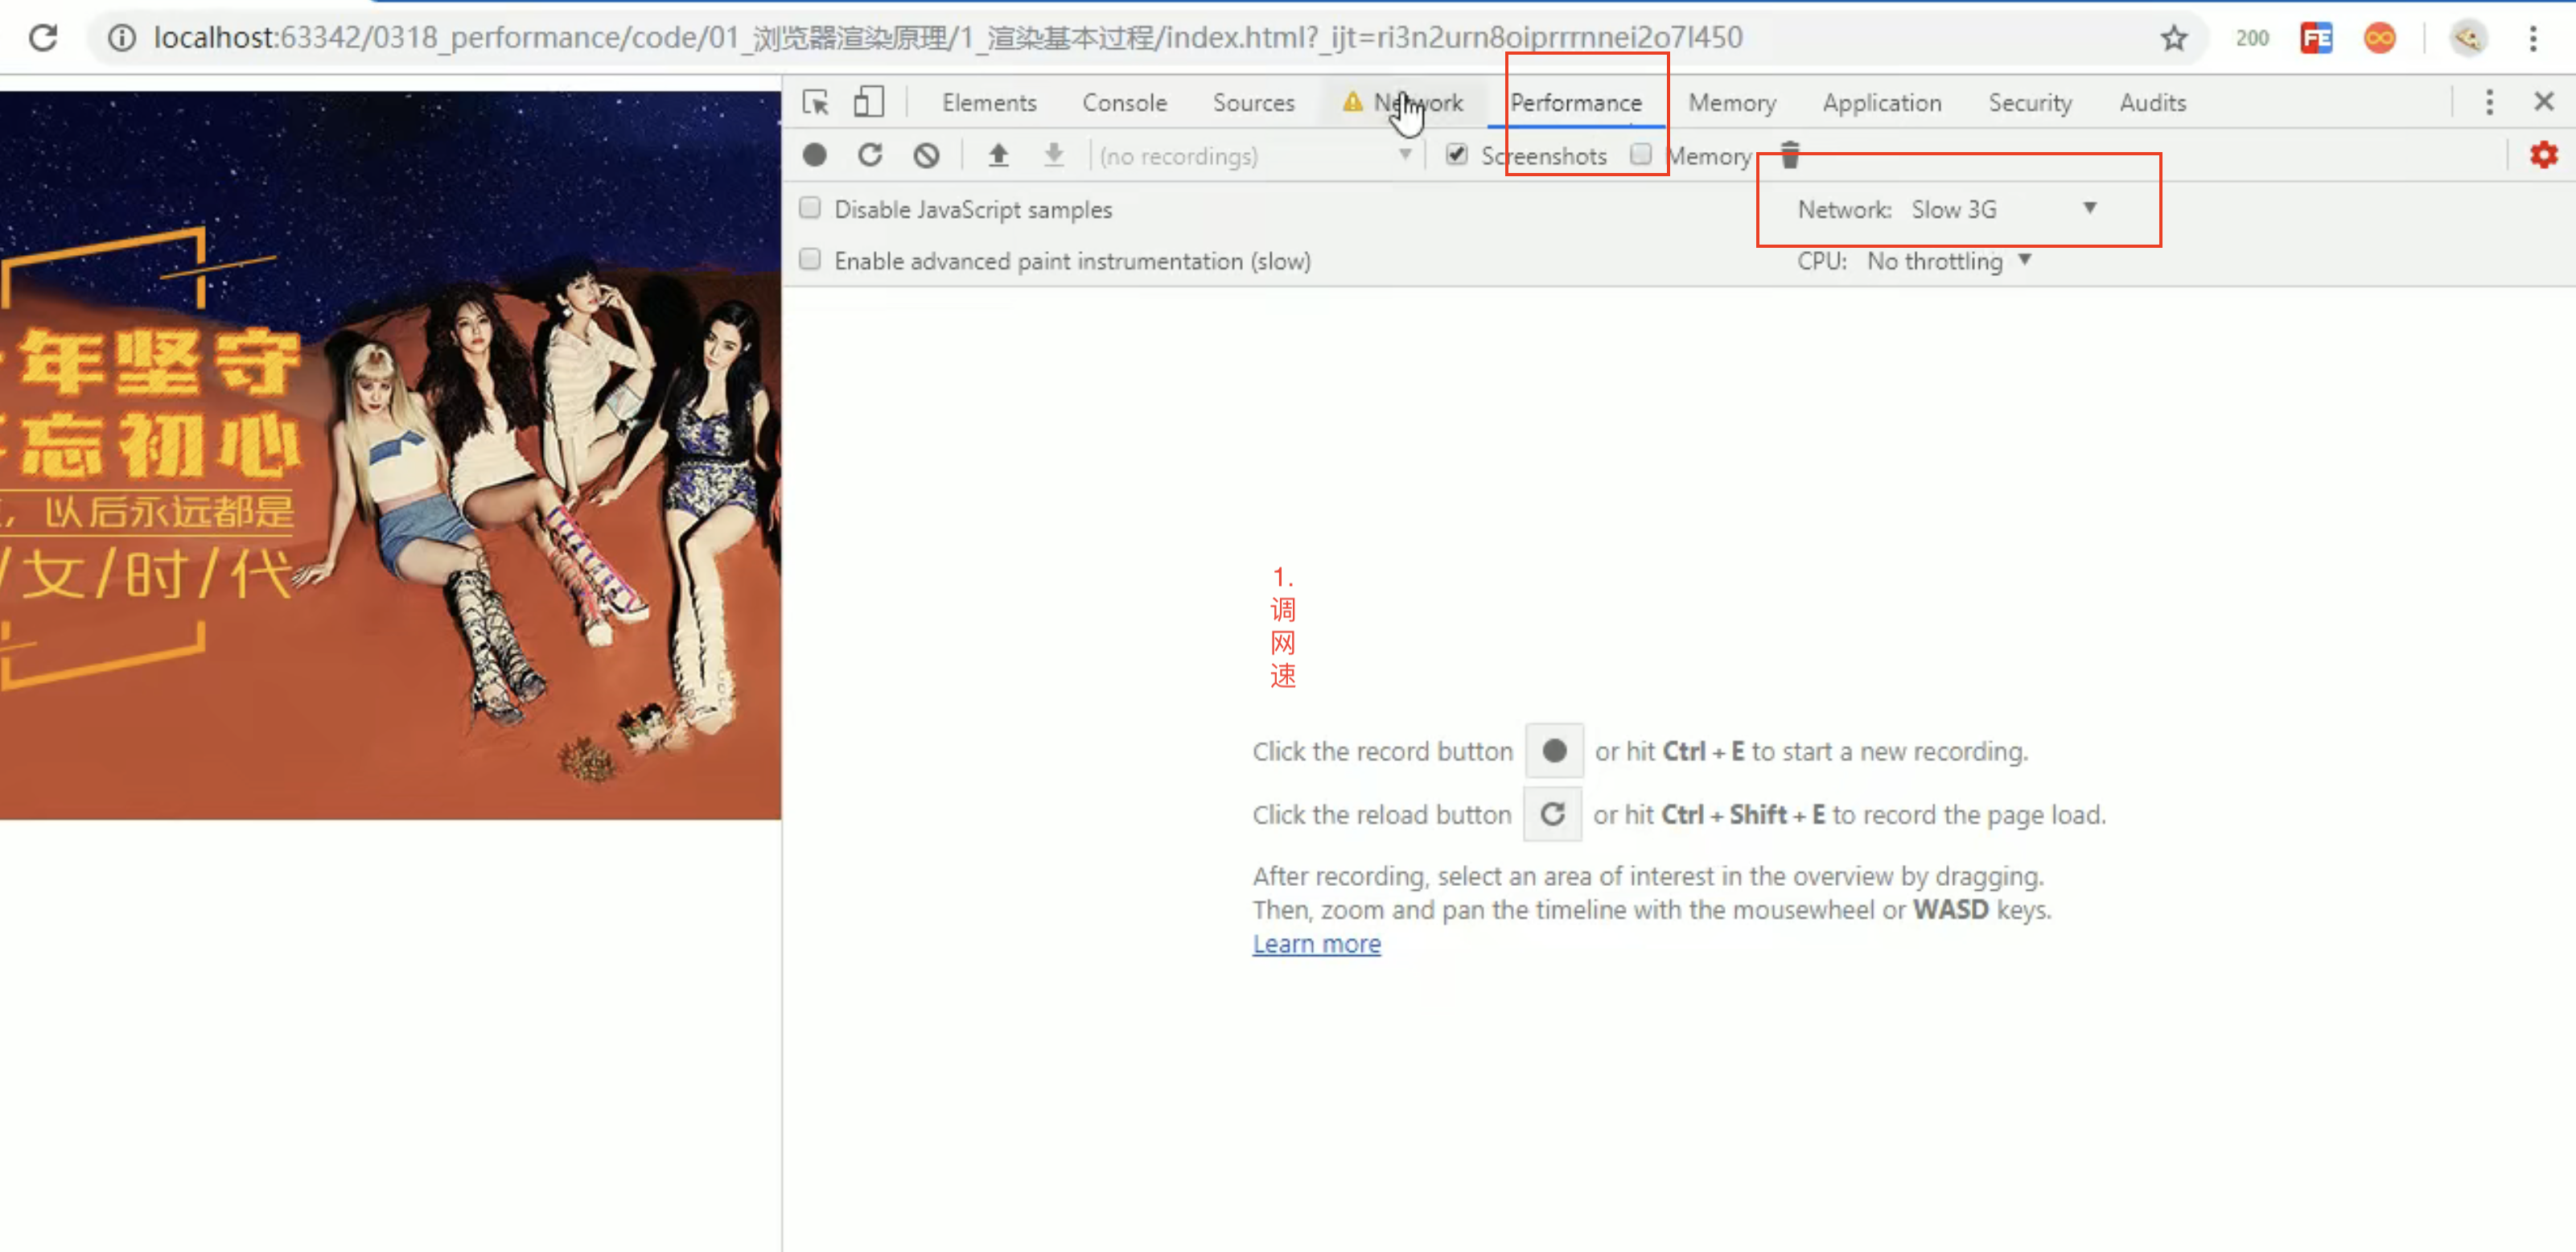 localhost:63342/0318_performance/code/01_浏览器渲染原理/1_渲染基本过程/index.html?_ijt=ri3n2urn8oiprrrnnei2o7l450
200
FE
Elements Console Sources Network Performance Memory Application Security Audits
(no recordings) Screenshots Memory
Disable JavaScript samples
Network: Slow 3G
Enable advanced paint instrumentation (slow)
CPU: No throttling
年坚守
忘初心
，以后永远都是
/女/时/代
1.
调
网
速
Click the record button or hit Ctrl + E to start a new recording.
Click the reload button or hit Ctrl + Shift + E to record the page load.
After recording, select an area of interest in the overview by dragging.
Then, zoom and pan the timeline with the mousewheel or WASD keys.
Learn more